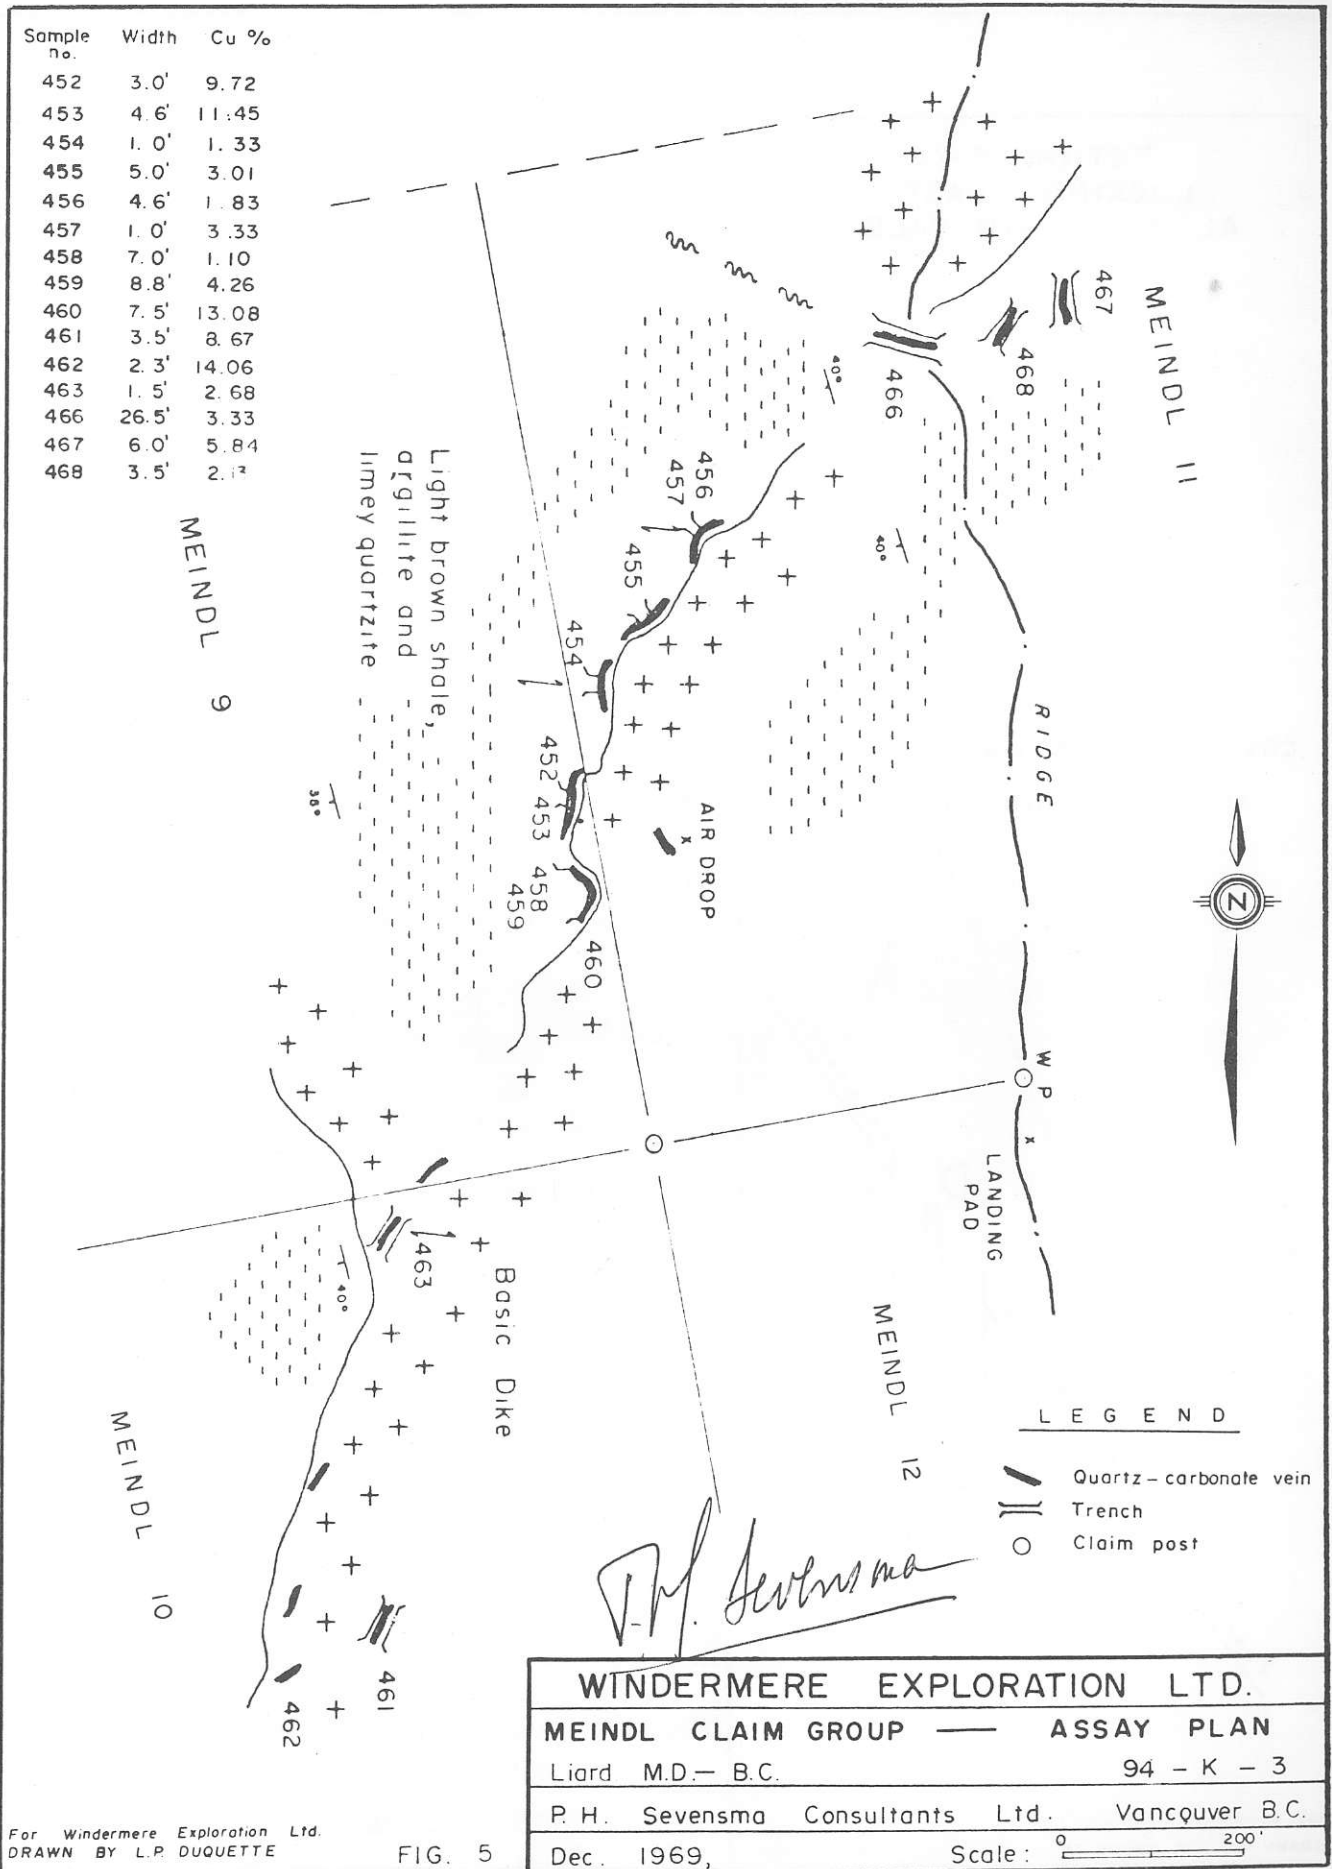 Sample no. Width Cu %
452 3.0' 9.72
453 4.6' 11.45
454 1.0' 1.33
455 5.0' 3.01
456 4.6' 1.83
457 1.0' 3.33
458 7.0' 1.10
459 8.8' 4.26
460 7.5' 13.08
461 3.5' 8.67
462 2.3' 14.06
463 1.5' 2.68
466 26.5' 3.33
467 6.0' 5.84
468 3.5'
467
468
466
MEINDL 11
40°
40°
456
457
455
454
452
453
458
459
460
Light brown shale,
argillite and
limey quartzite
MEINDL 9
38°
AIR DROP
x
RIDGE
N
W P
x
LANDING
PAD
463
40°
Basic Dike
MEINDL 12
MEINDL 10
461
462
LEGEND
Quartz-carbonate vein
Trench
Claim post
P.H. Sevensma
WINDERMERE EXPLORATION LTD.
MEINDL CLAIM GROUP — ASSAY PLAN
Liard M.D.— B.C. 94 - K - 3
P. H. Sevensma Consultants Ltd. Vancouver B.C.
Dec. 1969, Scale: 0 200'
For Windermere Exploration Ltd.
DRAWN BY L.P. DUQUETTE
FIG. 5